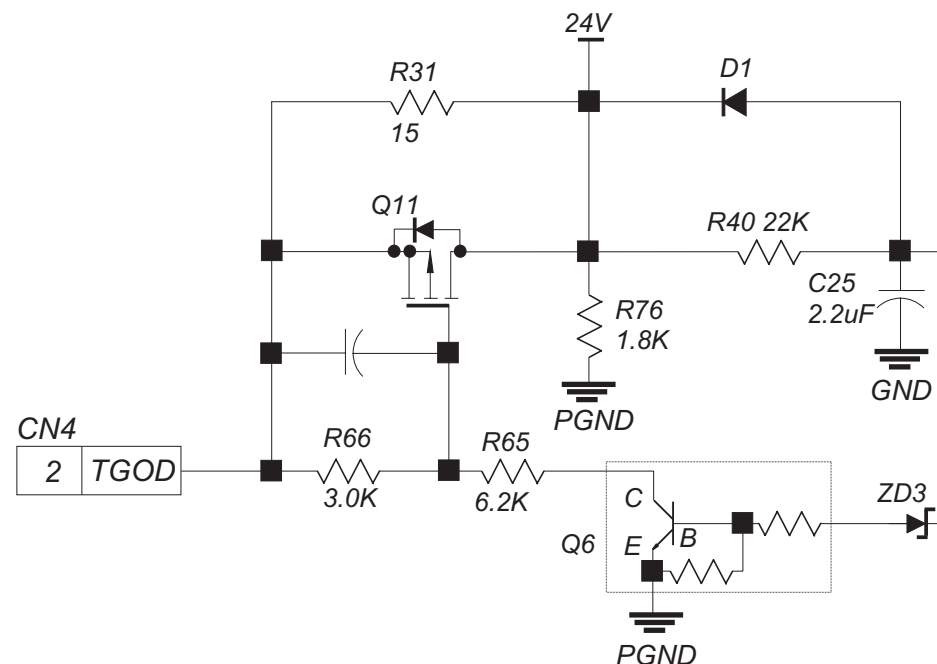 24V
R31
15
D1
Q11
R40 22K
C25
2.2uF
R76
1.8K
GND
PGND
CN4
2 TGOD
R66
3.0K
R65
6.2K
C
B
E
Q6
ZD3
PGND